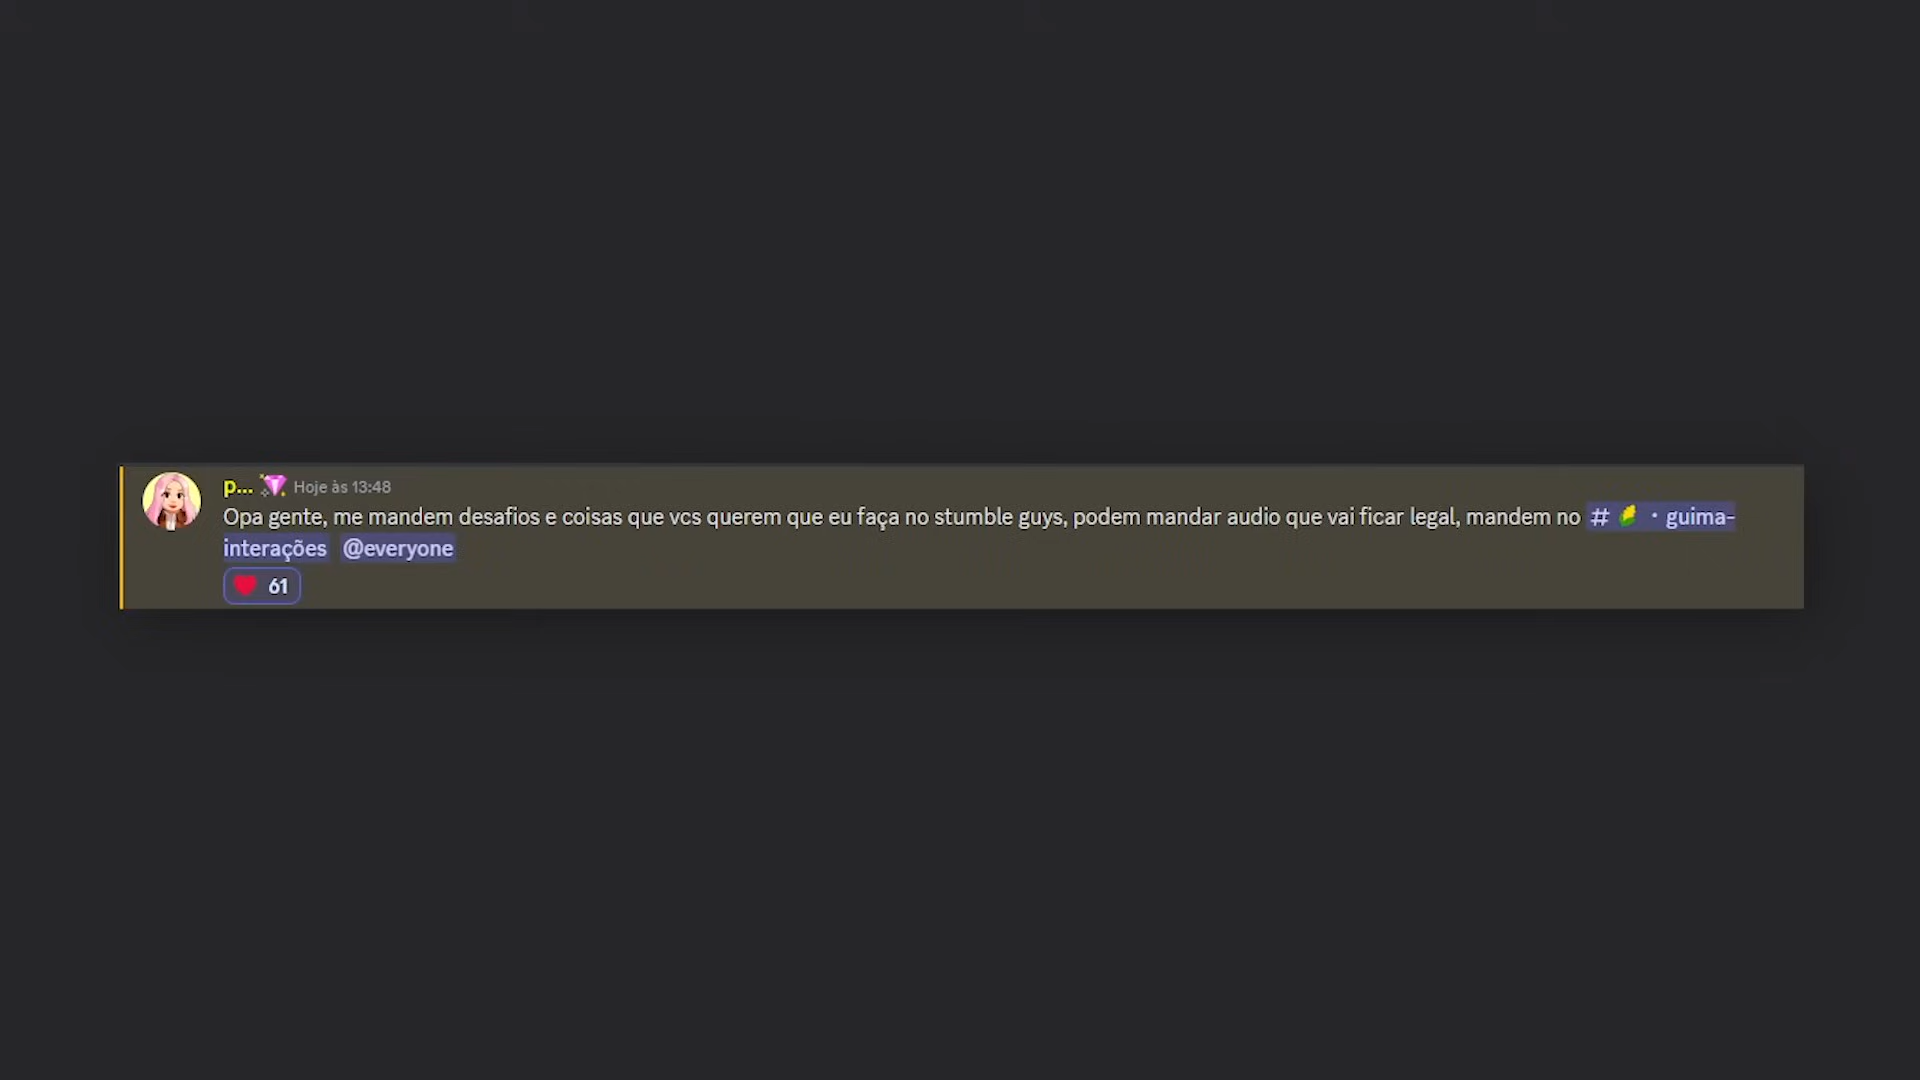 p... Hoje às 13:48
Opa gente, me mandem desafios e coisas que vcs querem que eu faça no stumble guys, podem mandar audio que vai ficar legal, mandem no # 🌽 · guima-
interações @everyone
❤️ 61